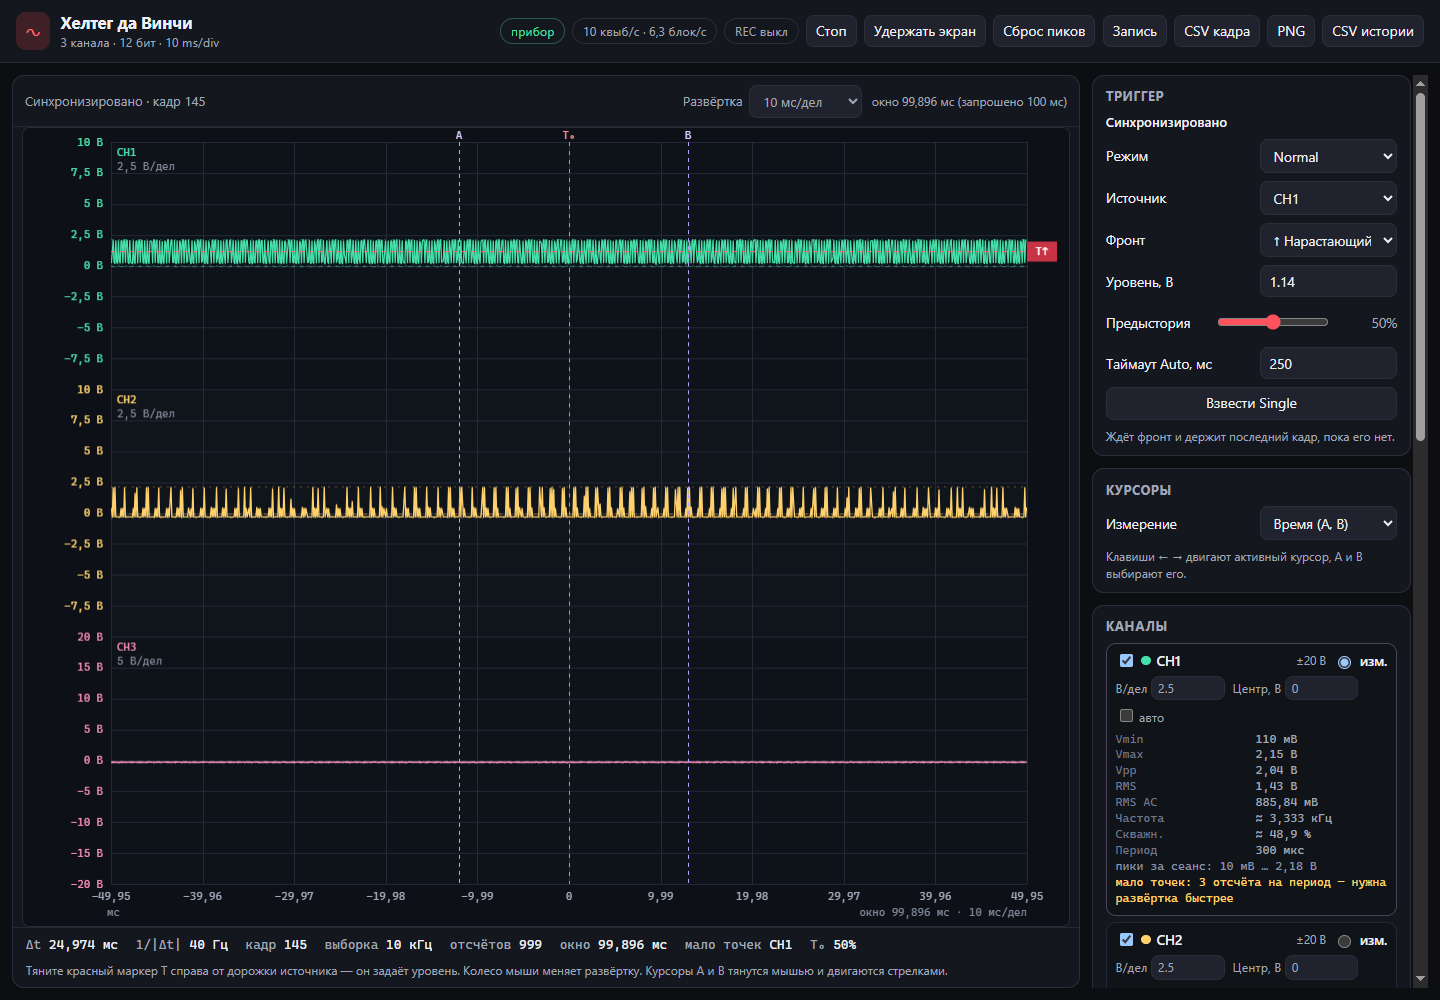 Хелтег да Винчи
3 канала · 12 бит · 10 ms/div
прибор
10 квыб/с · 6,3 блок/с
REC выкл
Стоп
Удержать экран
Сброс пиков
Запись
CSV кадра
PNG
CSV истории
Синхронизировано · кадр 145
Развёртка
10 мс/дел
окно 99,896 мс (запрошено 100 мс)
A
T₀
B
10 В
7,5 В
5 В
2,5 В
0 В
−2,5 В
−5 В
−7,5 В
CH1
2,5 В/дел
T↑
10 В
7,5 В
5 В
2,5 В
0 В
−2,5 В
−5 В
−7,5 В
CH2
2,5 В/дел
20 В
15 В
10 В
5 В
0 В
−5 В
−10 В
−15 В
−20 В
CH3
5 В/дел
−49,95
−39,96
−29,97
−19,98
−9,99
0
9,99
19,98
29,97
39,96
49,95
мс
окно 99,896 мс · 10 мс/дел
Δt 24,974 мс 1/|Δt| 40 Гц кадр 145 выборка 10 кГц отсчётов 999 окно 99,896 мс мало точек CH1 T₀ 50%
Тяните красный маркер T справа от дорожки источника — он задаёт уровень. Колесо мыши меняет развёртку. Курсоры A и B тянутся мышью и двигаются стрелками.
ТРИГГЕР
Синхронизировано
Режим
Normal
Источник
CH1
Фронт
↑ Нарастающий
Уровень, В
1.14
Предыстория
50%
Таймаут Auto, мс
250
Взвести Single
Ждёт фронт и держит последний кадр, пока его нет.
КУРСОРЫ
Измерение
Время (A, B)
Клавиши ← → двигают активный курсор, A и B
выбирают его.
КАНАЛЫ
CH1
±20 В
изм.
В/дел
2.5
Центр, В
0
авто
Vmin 110 мВ
Vmax 2,15 В
Vpp 2,04 В
RMS 1,43 В
RMS AC 885,84 мВ
Частота ≈ 3,333 кГц
Скважн. ≈ 48,9 %
Период 300 мкс
пики за сеанс: 10 мВ … 2,18 В
мало точек: 3 отсчёта на период — нужна
развёртка быстрее
CH2
±20 В
изм.
В/дел
2.5
Центр, В
0